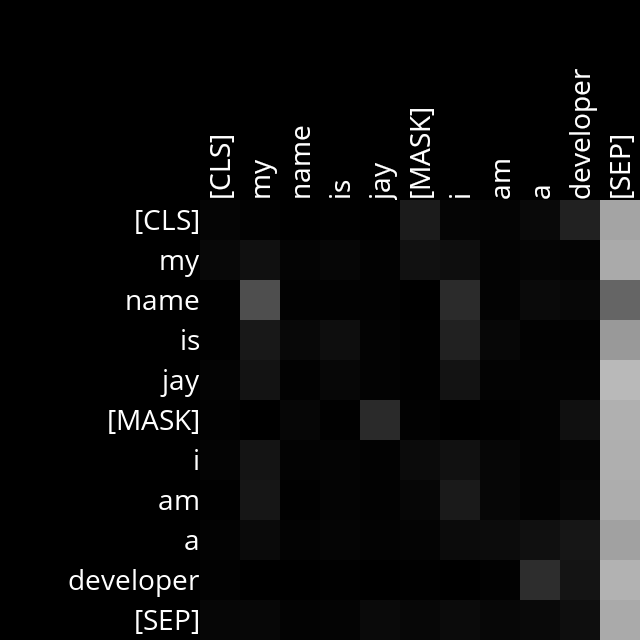 [CLS] my name is jay [MASK] i am a developer [SEP]
[CLS]
my
name
is
jay
[MASK]
i
am
a
developer
[SEP]